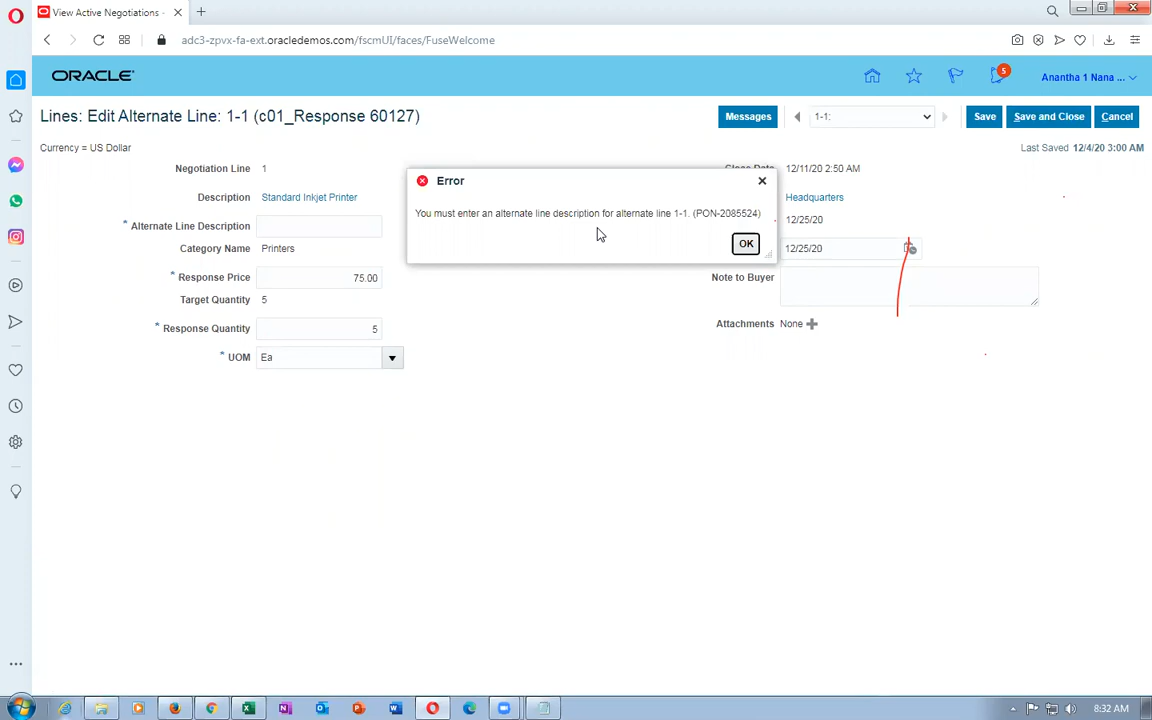 View Active Negotiations -
adc3-zpvx-fa-ext.oracledemos.com/fscmUI/faces/FuseWelcome
ORACLE
5
Anantha 1 Nana ...
Lines: Edit Alternate Line: 1-1 (c01_Response 60127)
Messages
1-1:
Save
Save and Close
Cancel
Currency = US Dollar
Last Saved 12/4/20 3:00 AM
Negotiation Line 1
Close Date 12/11/20 2:50 AM
Error
You must enter an alternate line description for alternate line 1-1. (PON-2085524)
OK
Description Standard Inkjet Printer
Headquarters
* Alternate Line Description
12/25/20
Category Name Printers
12/25/20
* Response Price 75.00
Note to Buyer
Target Quantity 5
* Response Quantity 5
Attachments None
* UOM Ea
8:32 AM